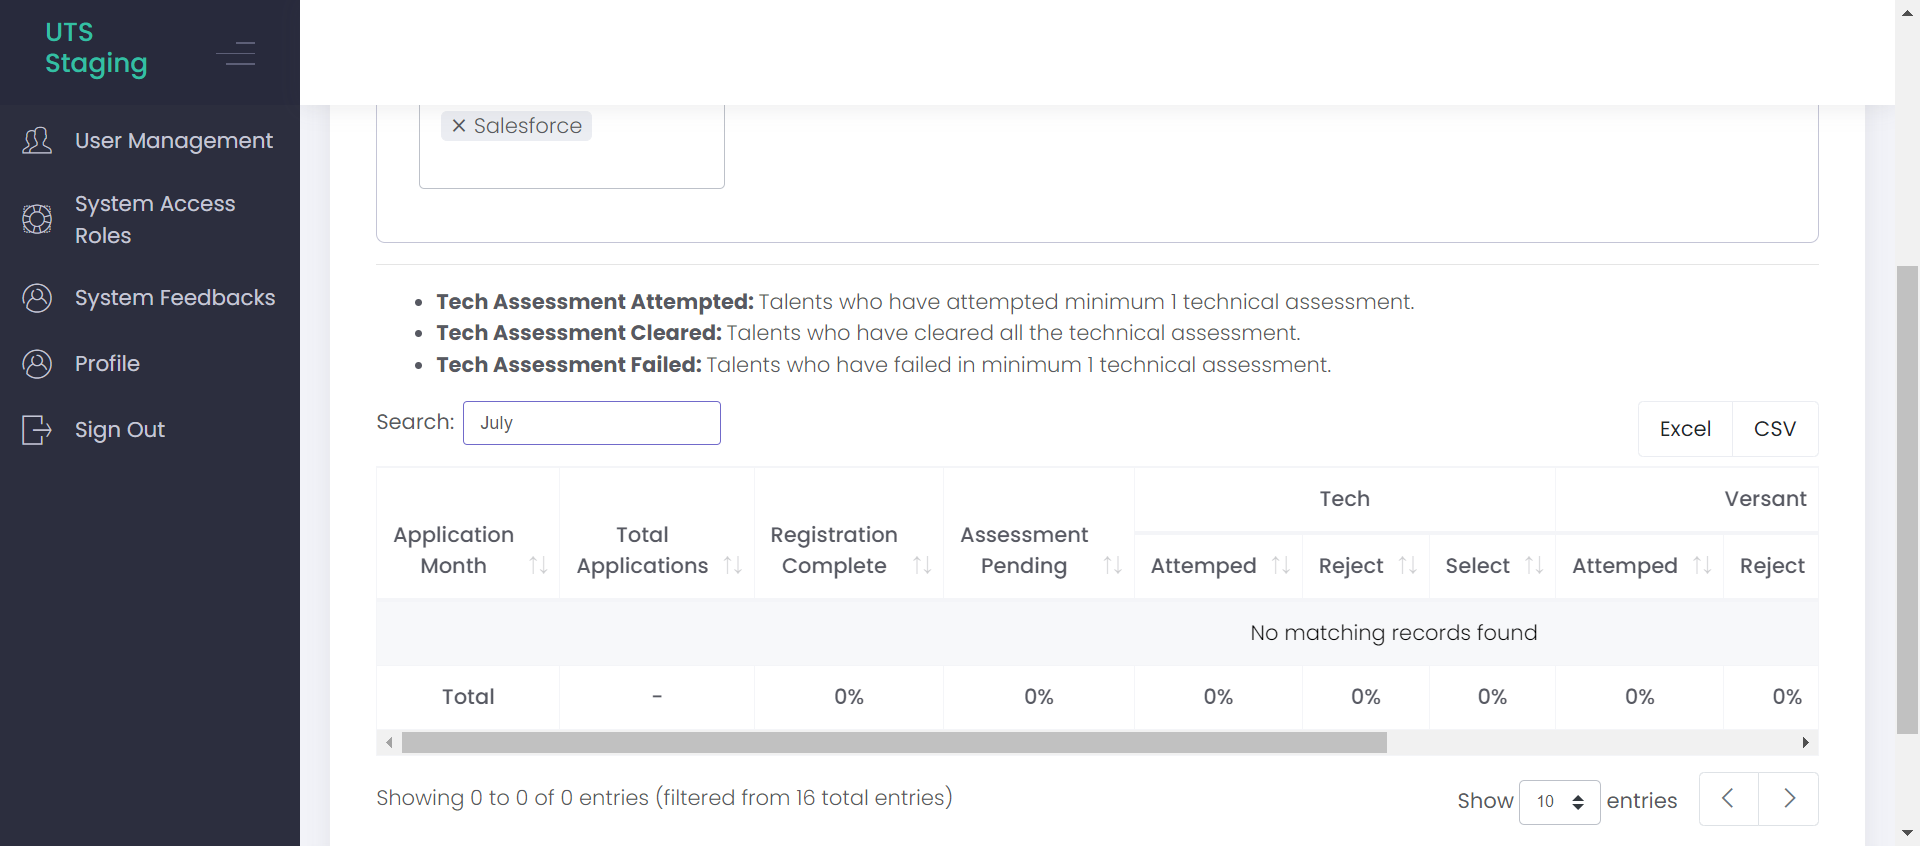 UTS
Staging
User Management
System Access
Roles
System Feedbacks
Profile
Sign Out
× Salesforce
• Tech Assessment Attempted: Talents who have attempted minimum 1 technical assessment.
• Tech Assessment Cleared: Talents who have cleared all the technical assessment.
• Tech Assessment Failed: Talents who have failed in minimum 1 technical assessment.
Search: July
Excel CSV
Tech Versant
Application Month Total Applications Registration Complete Assessment Pending Attemped Reject Select Attemped Reject
No matching records found
Total - 0% 0% 0% 0% 0% 0% 0%
Showing 0 to 0 of 0 entries (filtered from 16 total entries)
Show 10 entries